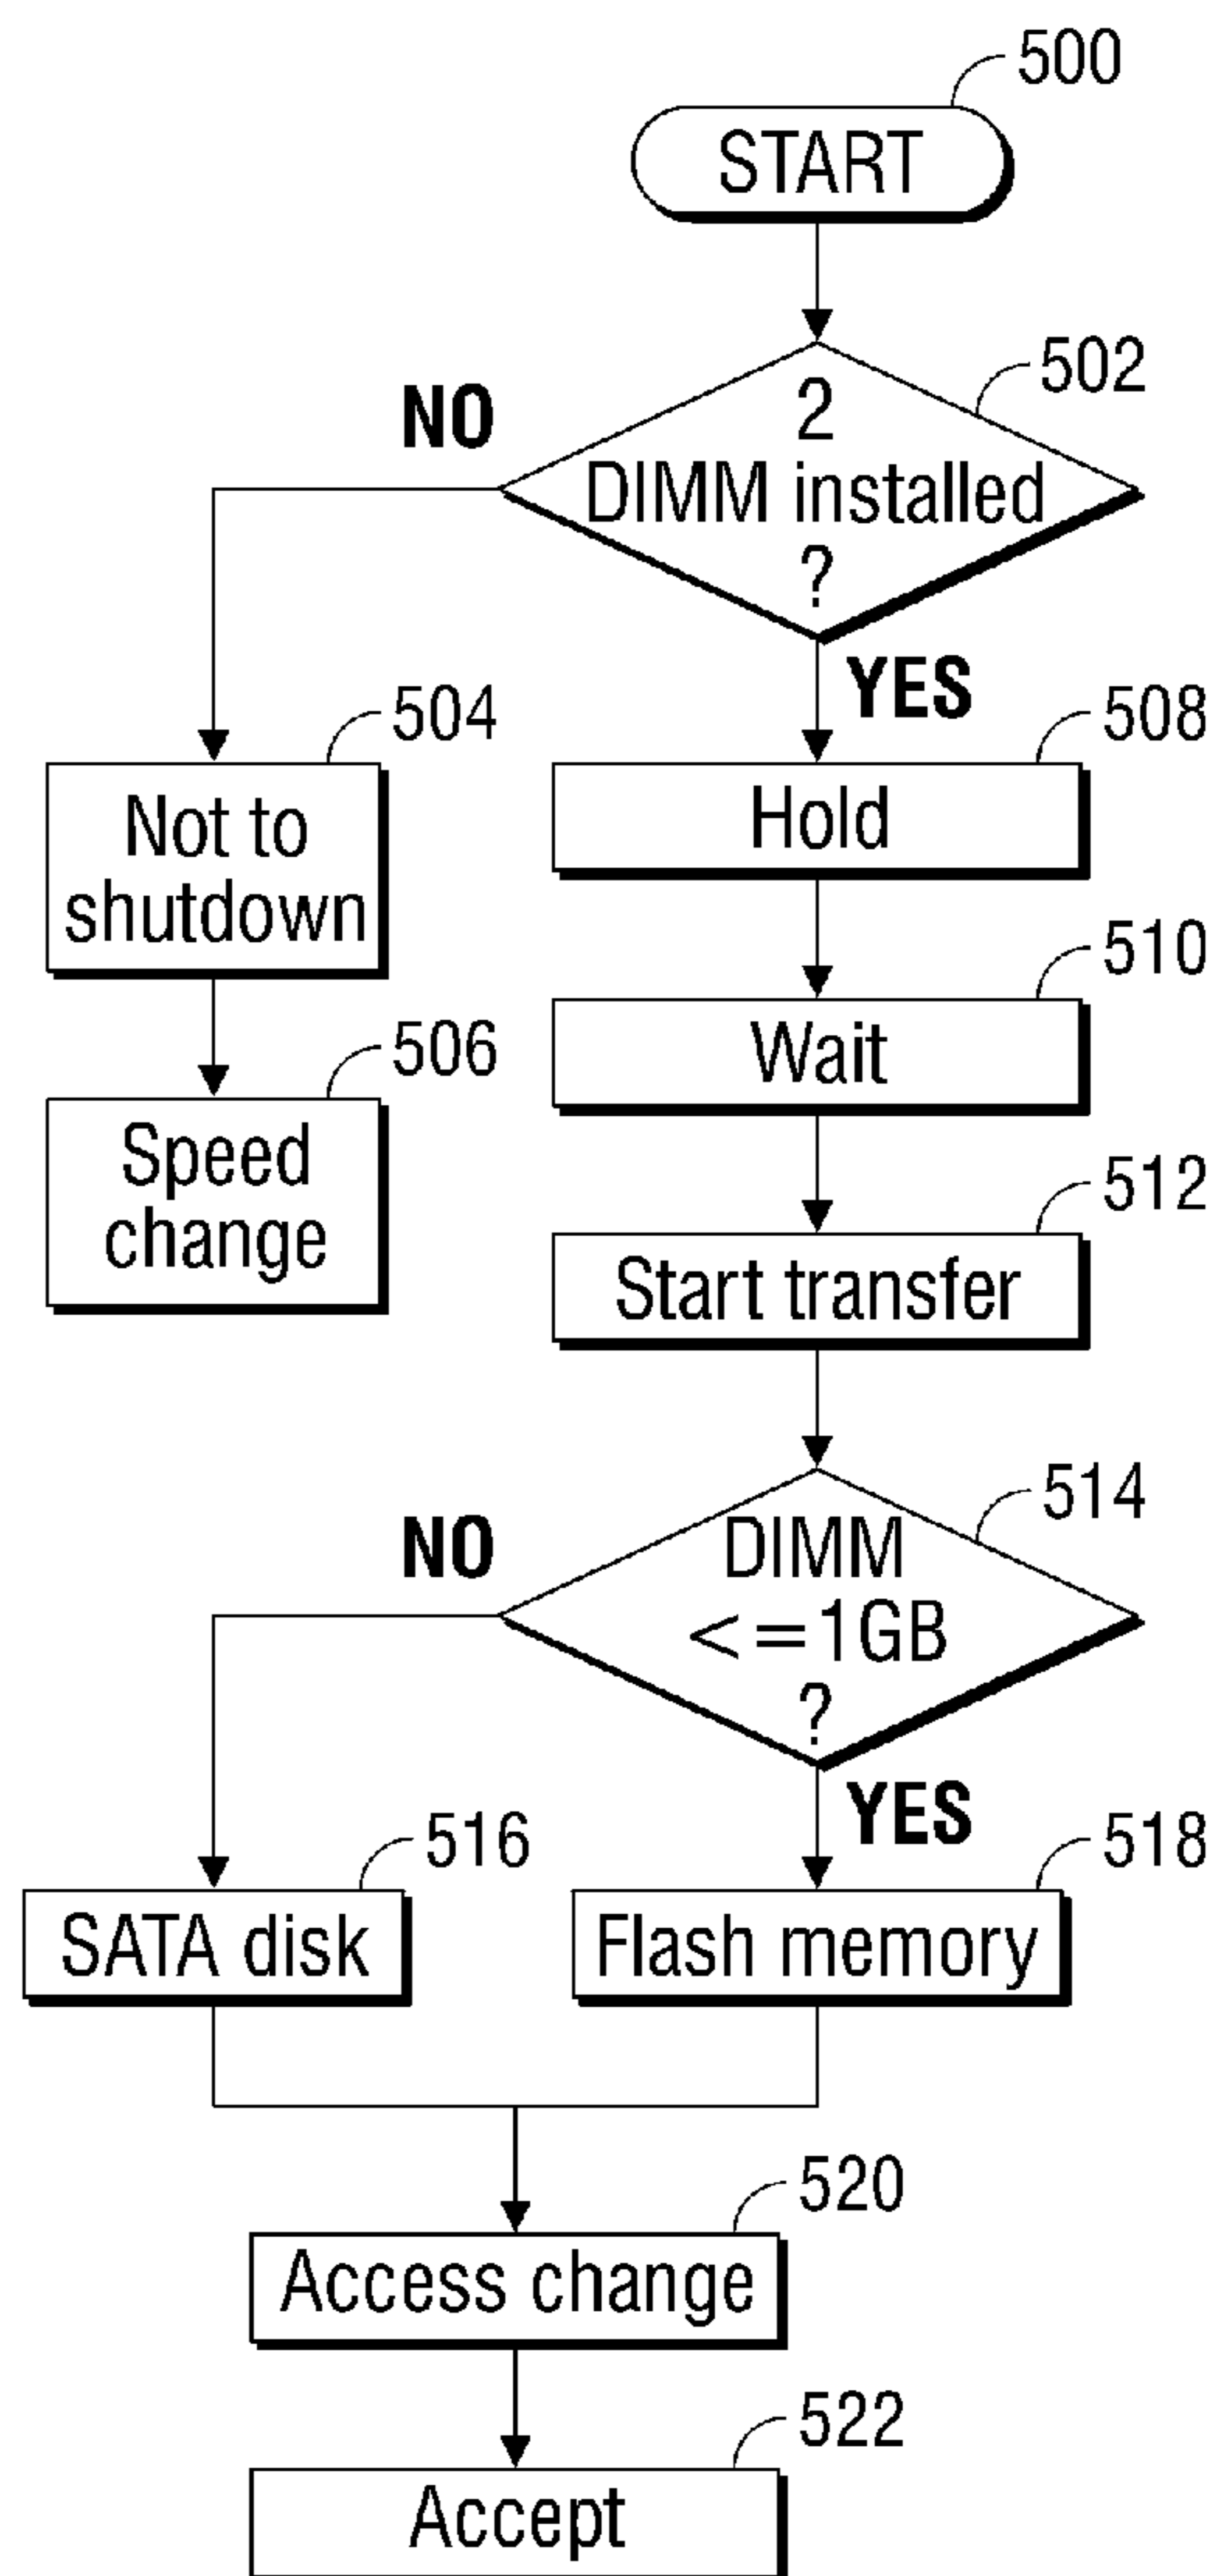 500
START
502
2
DIMM installed
?
NO
YES
504
Not to
shutdown
506
Speed
change
508
Hold
510
Wait
512
Start transfer
514
DIMM
<=1GB
?
NO
YES
516
SATA disk
518
Flash memory
520
Access change
522
Accept